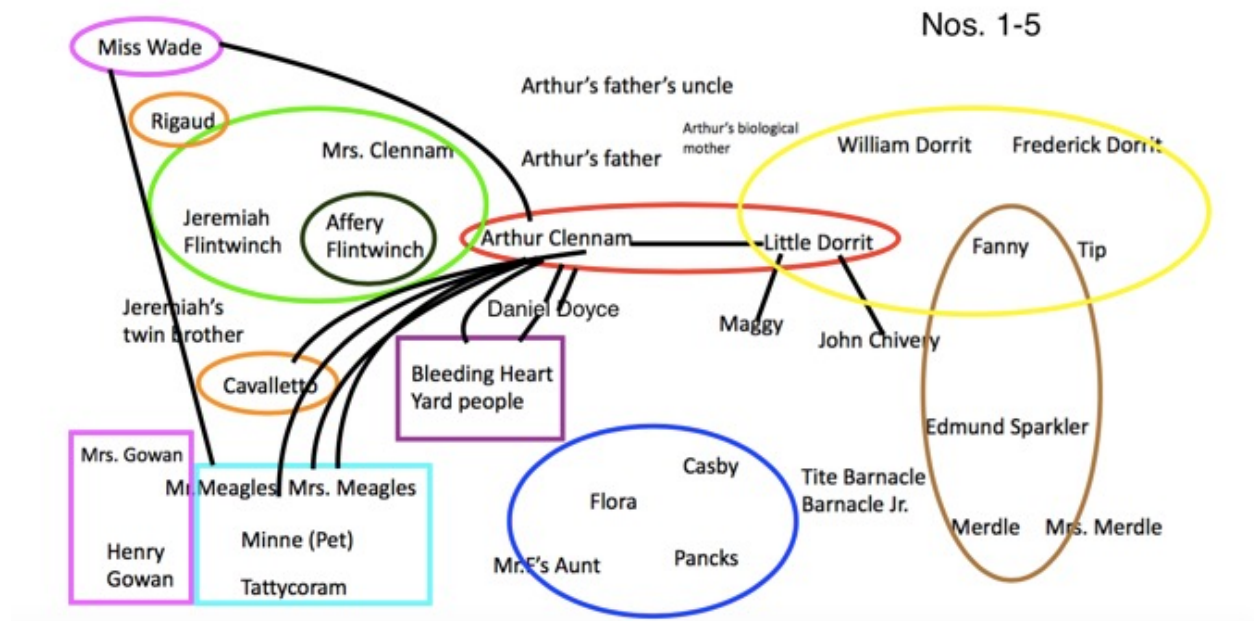 Nos. 1-5
Miss Wade
Arthur's father's uncle
Rigaud
Arthur's biological
mother
Mrs. Clennam
Arthur's father
William Dorrit
Frederick Dorrit
Jeremiah
Flintwinch
Affery
Flintwinch
Arthur Clennam
Little Dorrit
Fanny
Tip
Jeremiah's
twin brother
Daniel Doyce
Maggy
John Chivery
Cavalletto
Bleeding Heart
Yard people
Edmund Sparkler
Mrs. Gowan
Mr.Meagles
Mrs. Meagles
Casby
Flora
Tite Barnacle
Barnacle Jr.
Merdle
Mrs. Merdle
Minne (Pet)
Henry
Gowan
Mr.F's Aunt
Pancks
Tattycoram